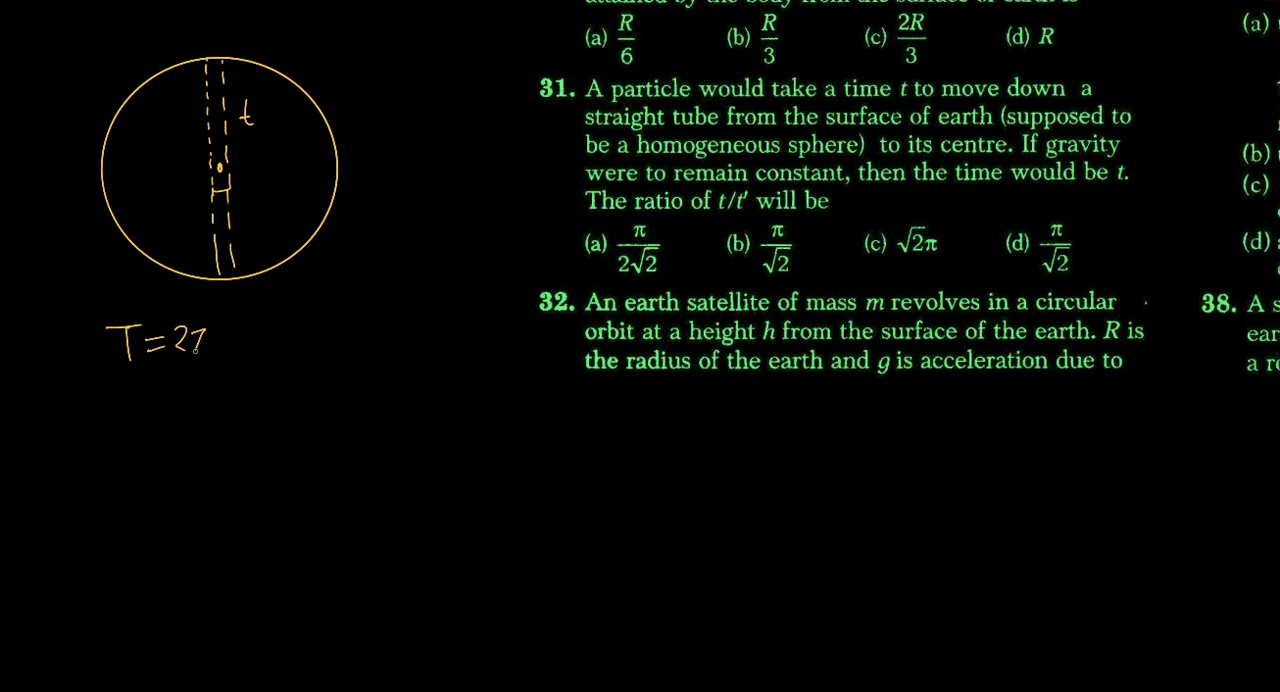 (a) R/6 (b) R/3 (c) 2R/3 (d) R
31. A particle would take a time t to move down a
straight tube from the surface of earth (supposed to
be a homogeneous sphere) to its centre. If gravity
were to remain constant, then the time would be t.
The ratio of t/t′ will be
(a) π/2√2 (b) π/√2 (c) √2π (d) π/√2
32. An earth satellite of mass m revolves in a circular
orbit at a height h from the surface of the earth. R is
the radius of the earth and g is acceleration due to
t
T=2
(a)
(b)
(c)
(d)
38. A s
ear
a ro